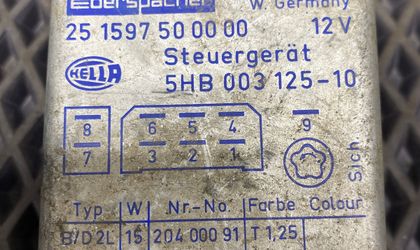 Eberspächer W. Germany
25 1597 50 00 00 12 V
Steuergerät
HELLA 5HB 003 125-10
8 6 5 4 9
7 3 2 1 Sich
Typ W Nr.-No. Farbe Colour
B/D 2L 15 204 000 91 T 1,25